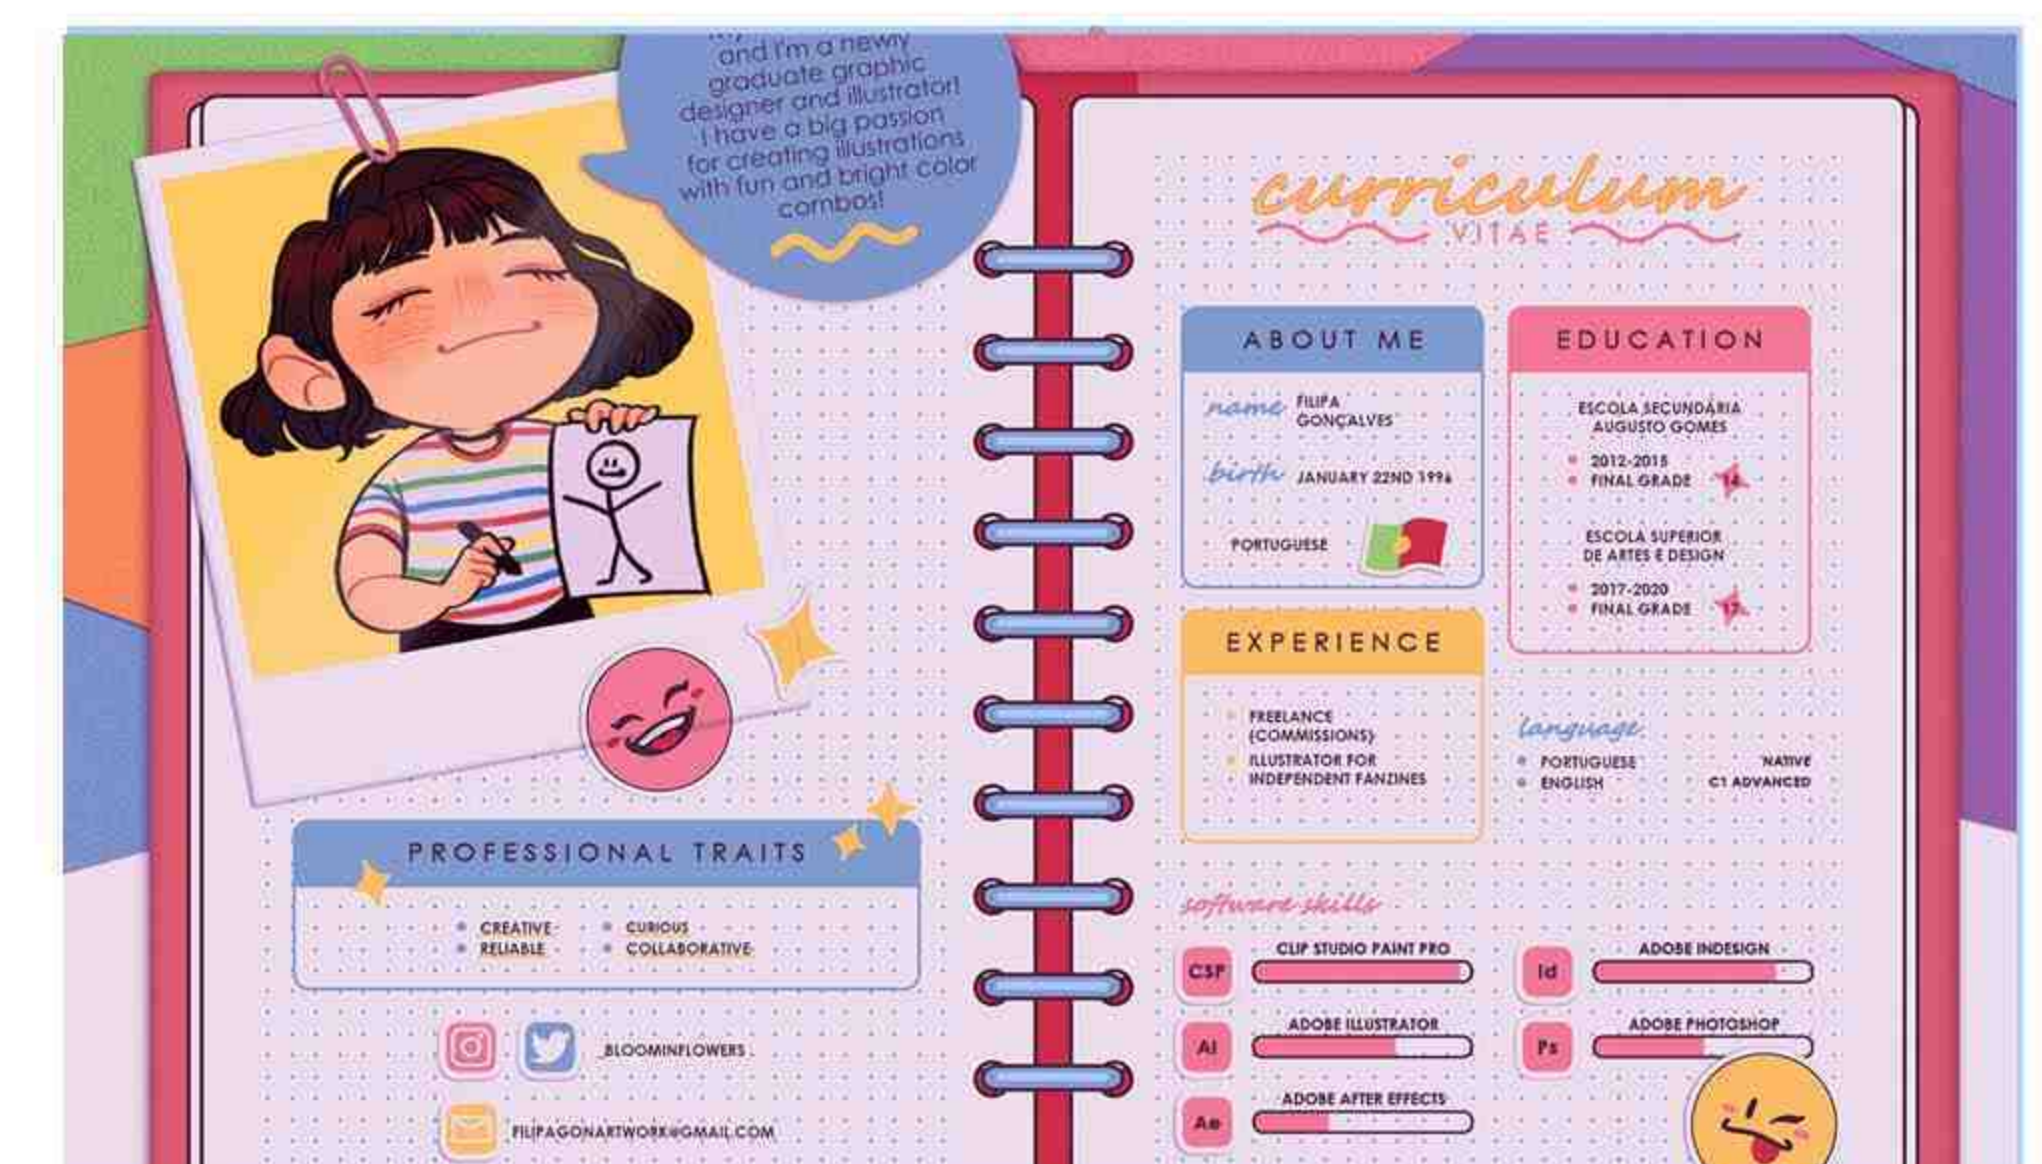 and I'm a newly
graduate graphic
designer and illustrator!
I have a big passion
for creating illustrations
with fun and bright color
combos!
PROFESSIONAL TRAITS
CREATIVE
RELIABLE
CURIOUS
COLLABORATIVE
_BLOOMINFLOWERS
FILIPAGONARTWORK@GMAIL.COM
curriculum
VITAE
ABOUT ME
name FILIPA
GONÇALVES
birth JANUARY 22ND 1996
PORTUGUESE
EDUCATION
ESCOLA SECUNDÁRIA
AUGUSTO GOMES
2012-2015
FINAL GRADE 14
ESCOLA SUPERIOR
DE ARTES E DESIGN
2017-2020
FINAL GRADE 17
EXPERIENCE
FREELANCE
(COMMISSIONS)
ILLUSTRATOR FOR
INDEPENDENT FANZINES
language
PORTUGUESE NATIVE
ENGLISH C1 ADVANCED
software skills
CSP CLIP STUDIO PAINT PRO
Id ADOBE INDESIGN
AI ADOBE ILLUSTRATOR
Ps ADOBE PHOTOSHOP
Ae ADOBE AFTER EFFECTS